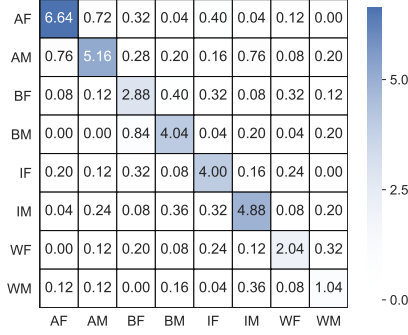 AF 6.64 0.72 0.32 0.04 0.40 0.04 0.12 0.00
AM 0.76 5.16 0.28 0.20 0.16 0.76 0.08 0.20
BF 0.08 0.12 2.88 0.40 0.32 0.08 0.32 0.12
BM 0.00 0.00 0.84 4.04 0.04 0.20 0.04 0.20
IF 0.20 0.12 0.32 0.08 4.00 0.16 0.24 0.00
IM 0.04 0.24 0.08 0.36 0.32 4.88 0.08 0.20
WF 0.00 0.12 0.20 0.08 0.24 0.12 2.04 0.32
WM 0.12 0.12 0.00 0.16 0.04 0.36 0.08 1.04
AF AM BF BM IF IM WF WM
5.0
2.5
0.0